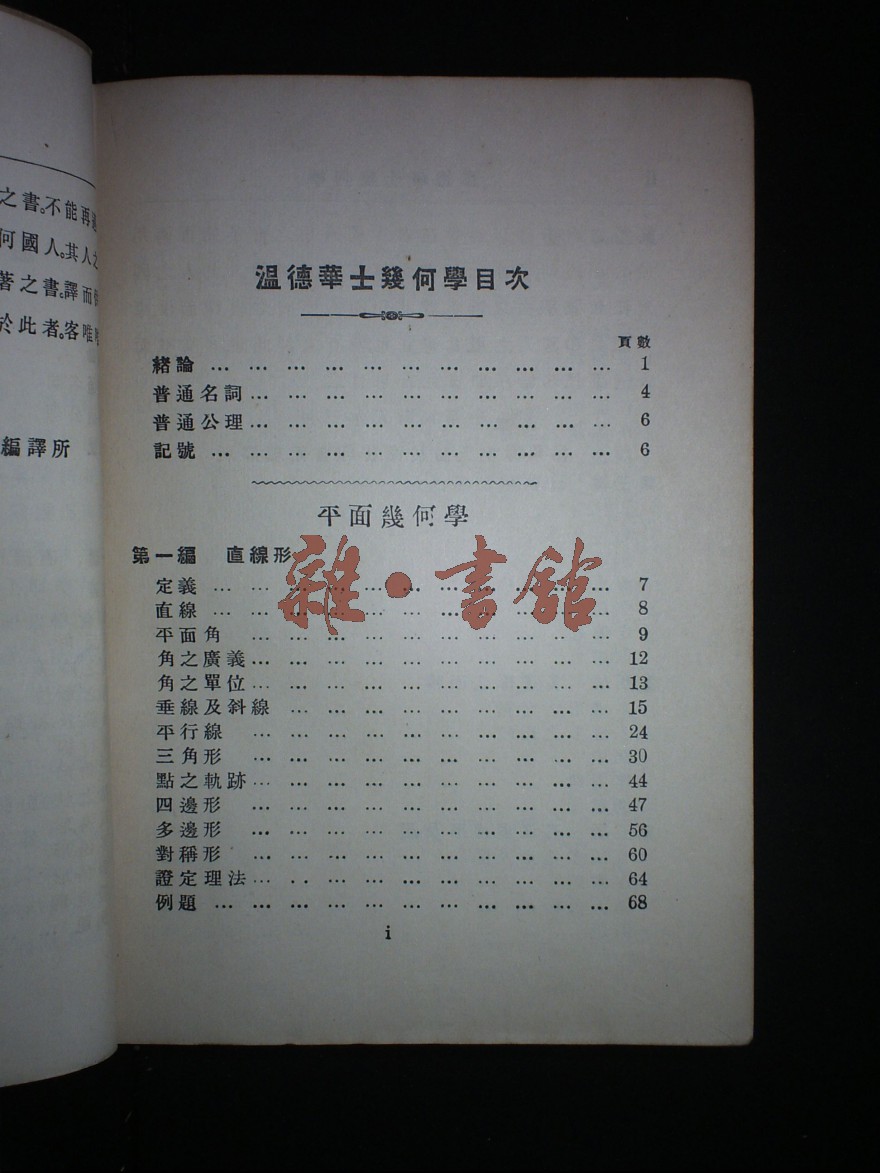 之書。不能再
何國人。其人之
著之書。譯而
於此者。客唯
編譯所
溫德華士幾何學目次
頁數
緒論 … … … … … … … … … … … 1
普通名詞 … … … … … … … … … … 4
普通公理 … … … … … … … … … … 6
記號 … … … … … … … … … … … 6
平面幾何學
第一編 直線形
定義 … … … … … … … … … … … 7
直線 … … … … … … … … … … … 8
平面角 … … … … … … … … … … 9
角之廣義 … … … … … … … … … … 12
角之單位 … … … … … … … … … … 13
垂線及斜線 … … … … … … … … … 15
平行線 … … … … … … … … … … 24
三角形 … … … … … … … … … … 30
點之軌跡 … … … … … … … … … … 44
四邊形 … … … … … … … … … … 47
多邊形 … … … … … … … … … … 56
對稱形 … … … … … … … … … … 60
證定理法 … … … … … … … … … … 64
例題 … … … … … … … … … … … 68
i
雜·書館